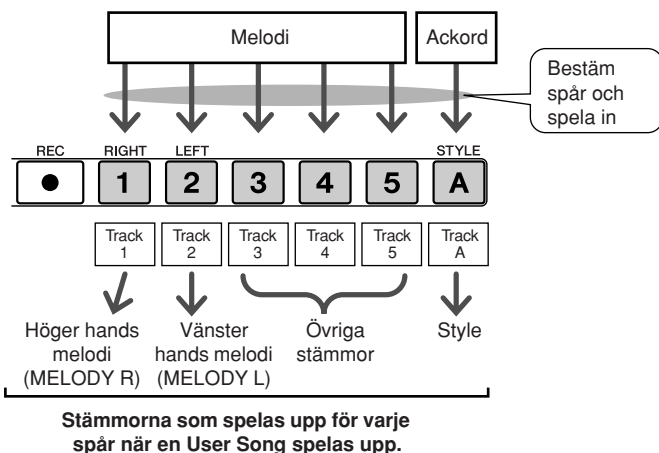 Melodi
Ackord
Bestäm
spår och
spela in
REC
RIGHT
LEFT
STYLE
1
2
3
4
5
A
Track
1
Track
2
Track
3
Track
4
Track
5
Track
A
Höger hands
melodi
(MELODY R)
Vänster
hands melodi
(MELODY L)
Övriga
stämmor
Style
Stämmorna som spelas upp för varje
spår när en User Song spelas upp.